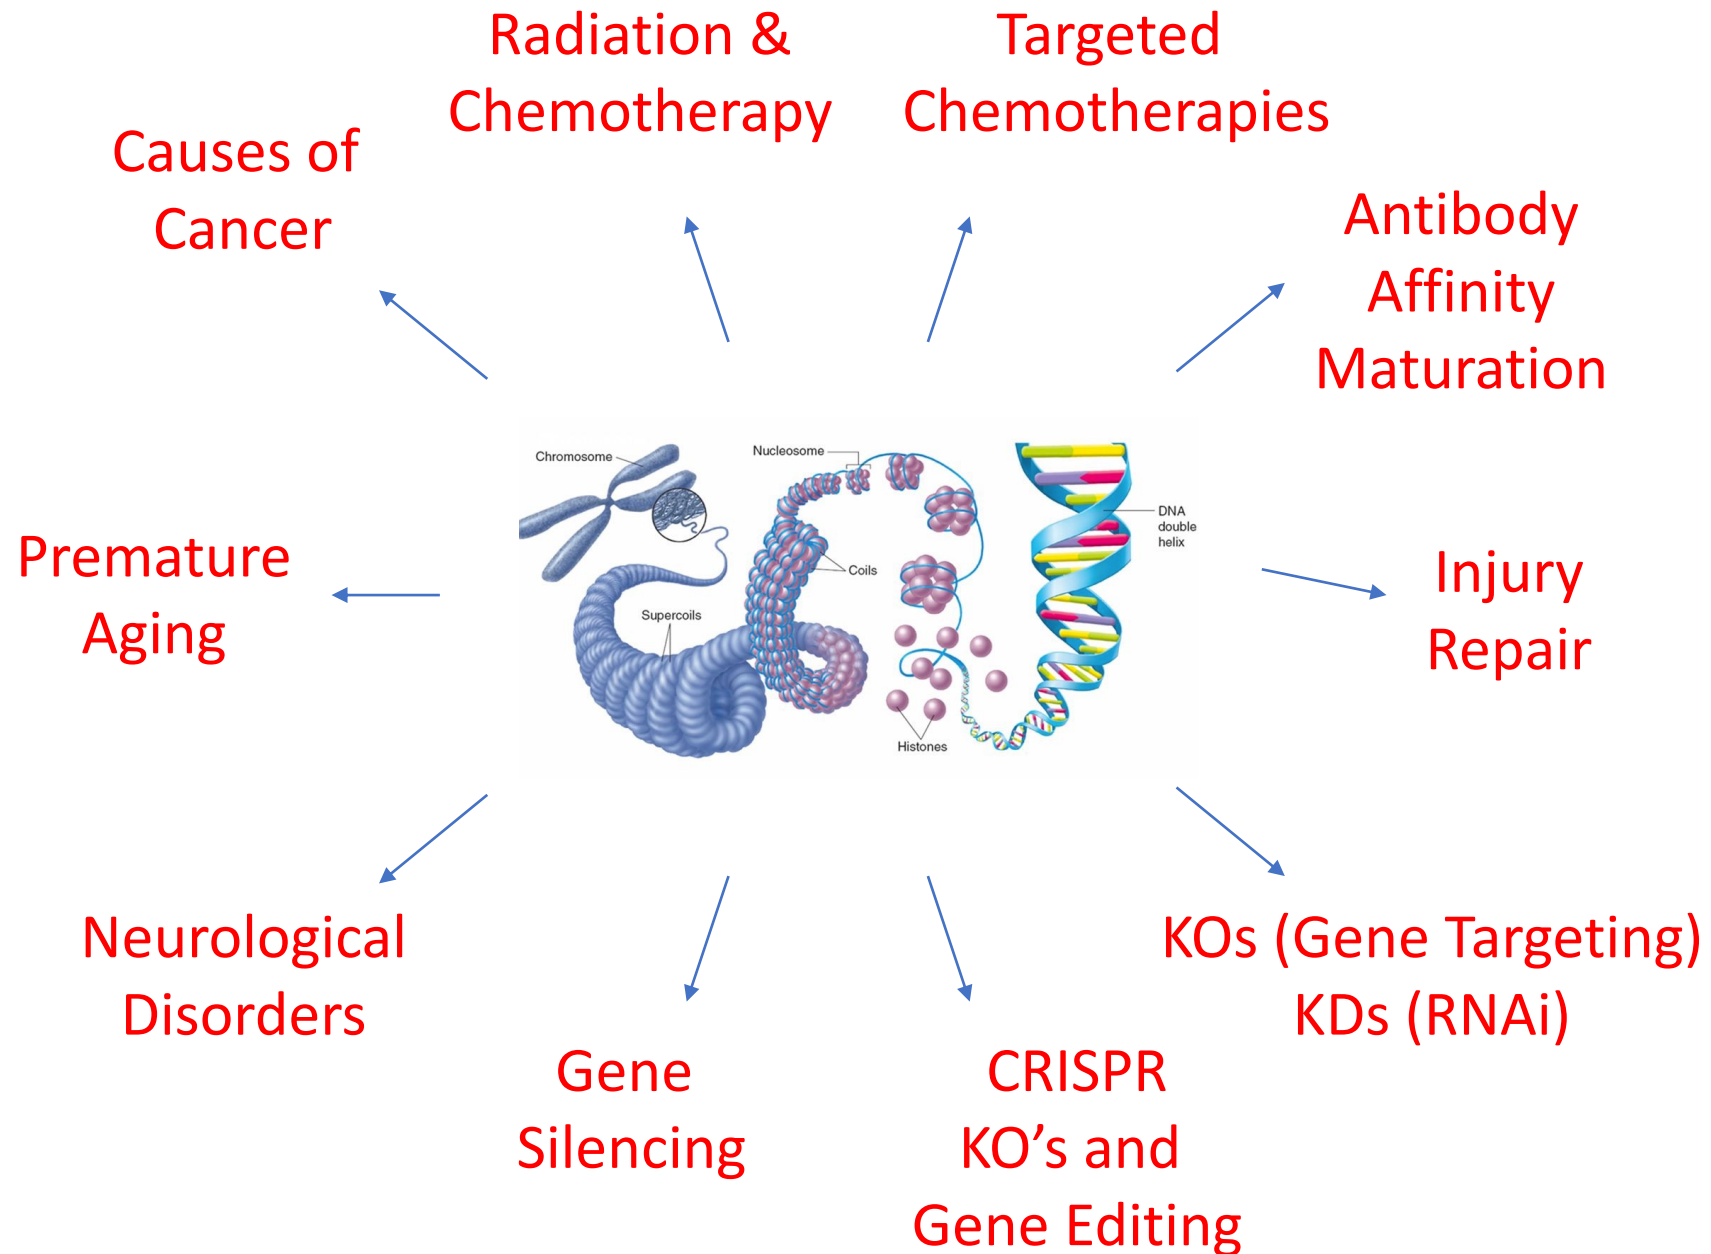 Radiation &
Chemotherapy
Targeted
Chemotherapies
Causes of
Cancer
Antibody
Affinity
Maturation
Chromosome
Nucleosome
DNA
double
helix
Coils
Supercoils
Histones
Premature
Aging
Injury
Repair
Neurological
Disorders
KOs (Gene Targeting)
KDs (RNAi)
Gene
Silencing
CRISPR
KO’s and
Gene Editing